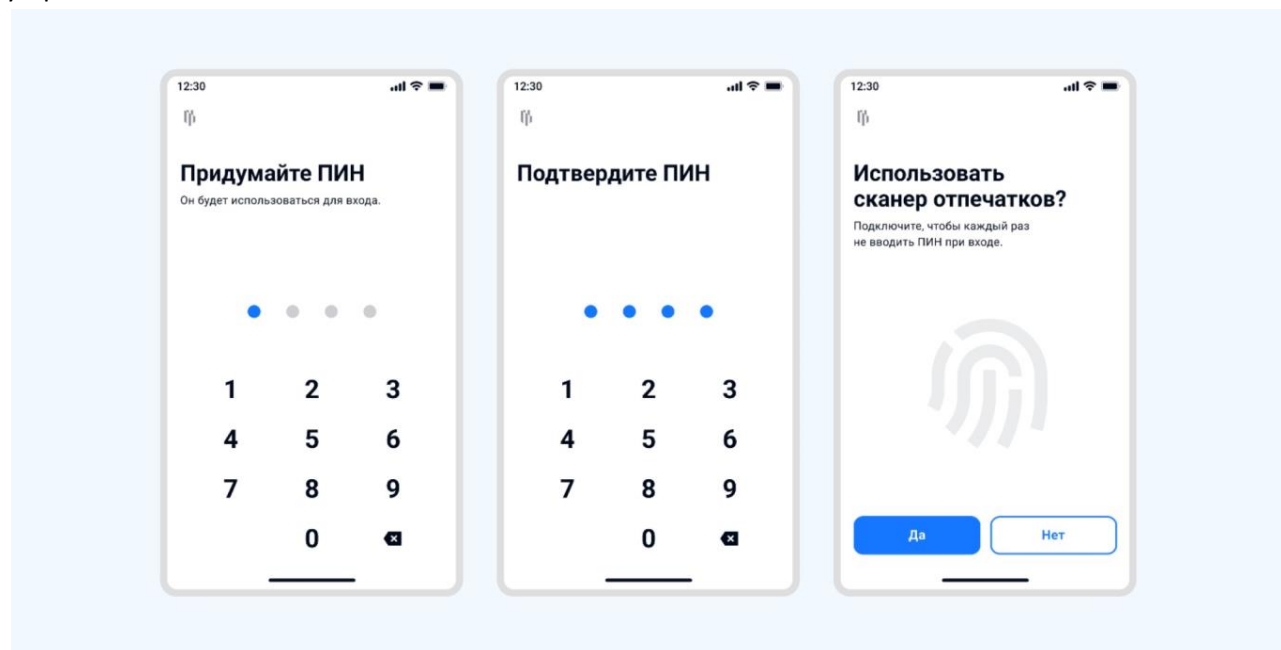 12:30
Придумайте ПИН
Он будет использоваться для входа.
1 2 3
4 5 6
7 8 9
0
12:30
Подтвердите ПИН
1 2 3
4 5 6
7 8 9
0
12:30
Использовать
сканер отпечатков?
Подключите, чтобы каждый раз
не вводить ПИН при входе.
Да Нет